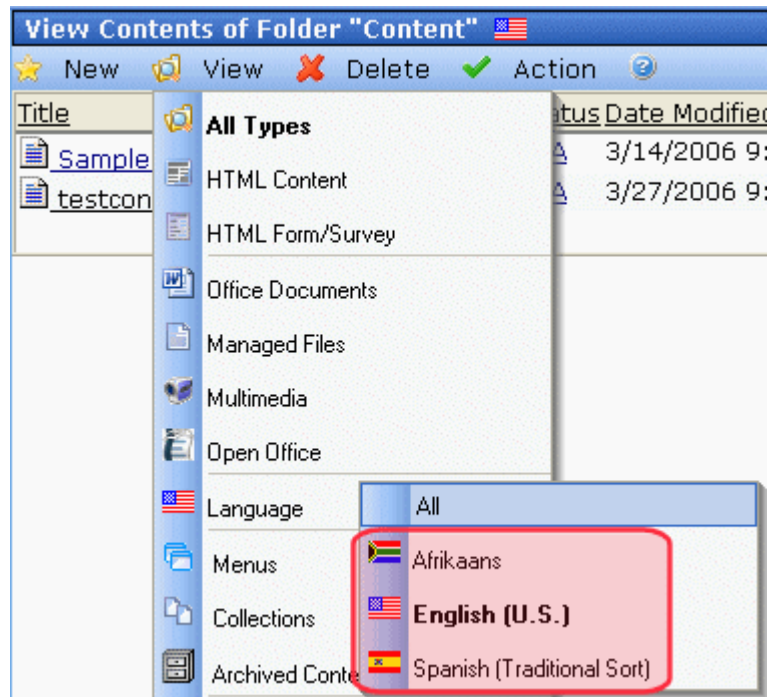 View Contents of Folder "Content"
New View Delete Action
Title tus Date Modified
Sample A 3/14/2006 9:
testcon A 3/27/2006 9:
All Types
HTML Content
HTML Form/Survey
Office Documents
Managed Files
Multimedia
Open Office
Language All
Menus Afrikaans
Collections English (U.S.)
Archived Conte Spanish (Traditional Sort)